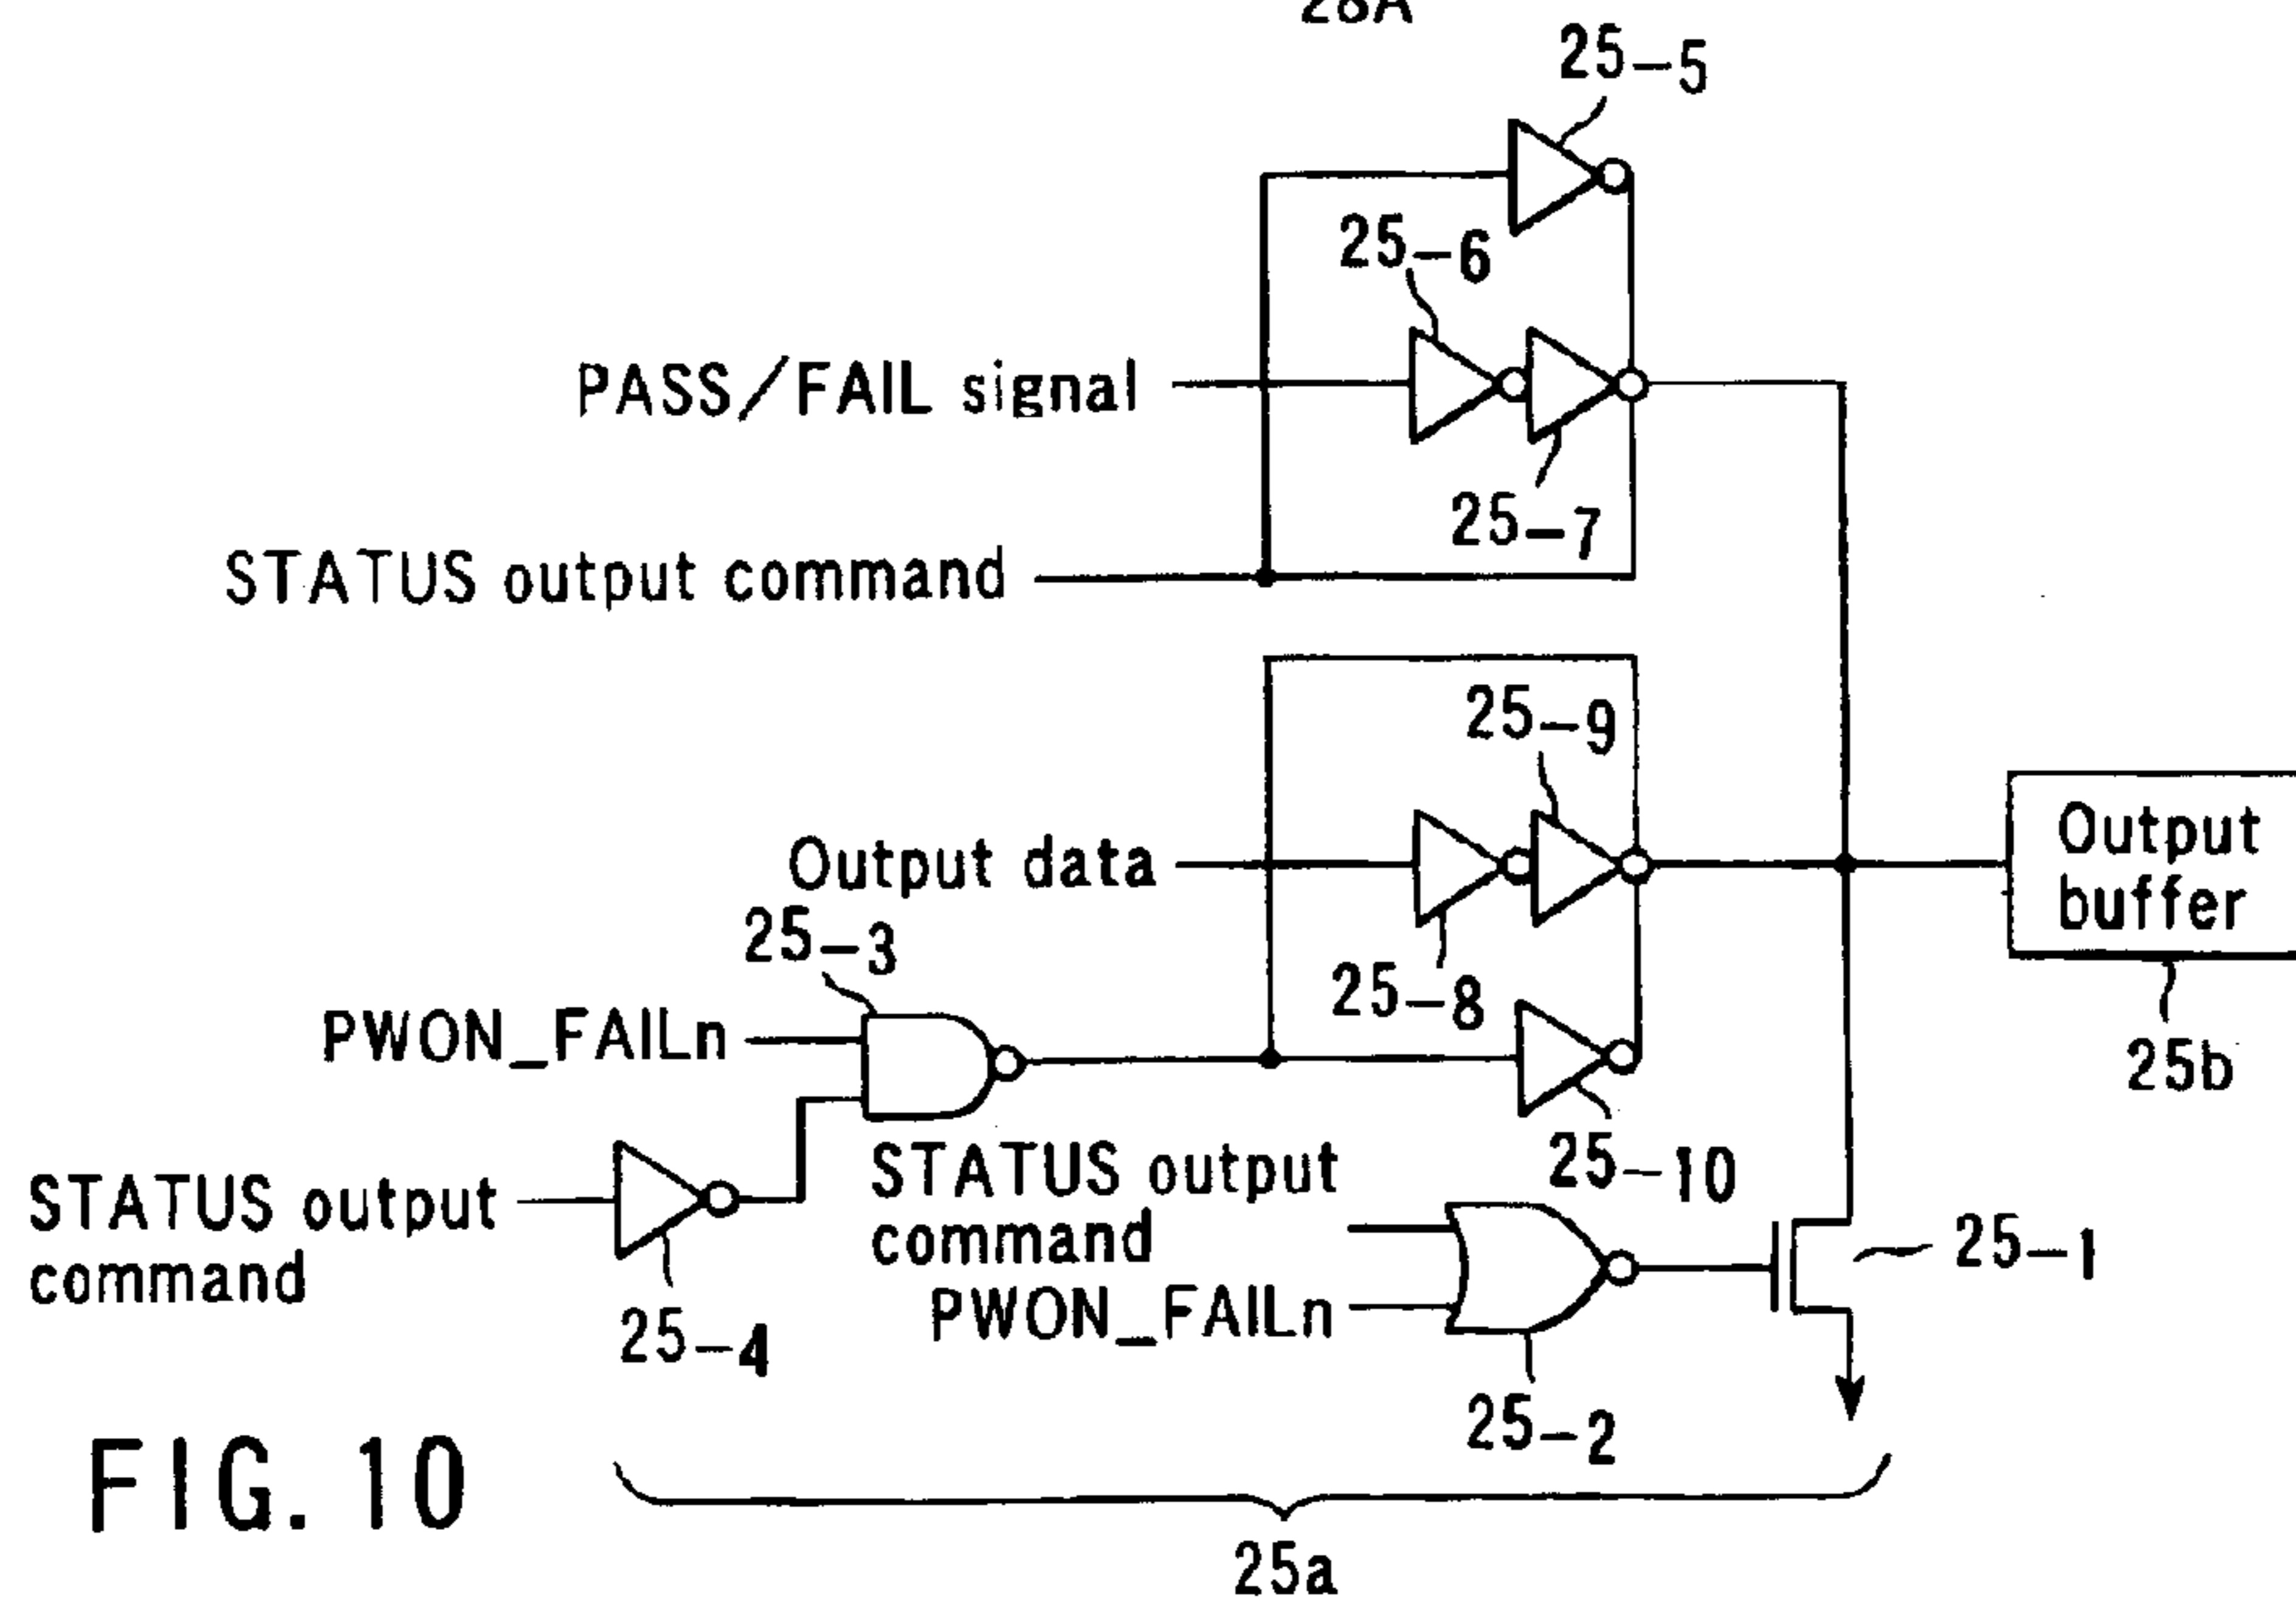 28A
25-5
25-6
PASS/FAIL signal
25-7
STATUS output command
25-9
Output data
Output
buffer
25-3
25-8
PWON_FAILn
25b
25-10
STATUS output
command
STATUS output
command
25-1
PWON_FAILn
25-4
25-2
FIG. 10
25a